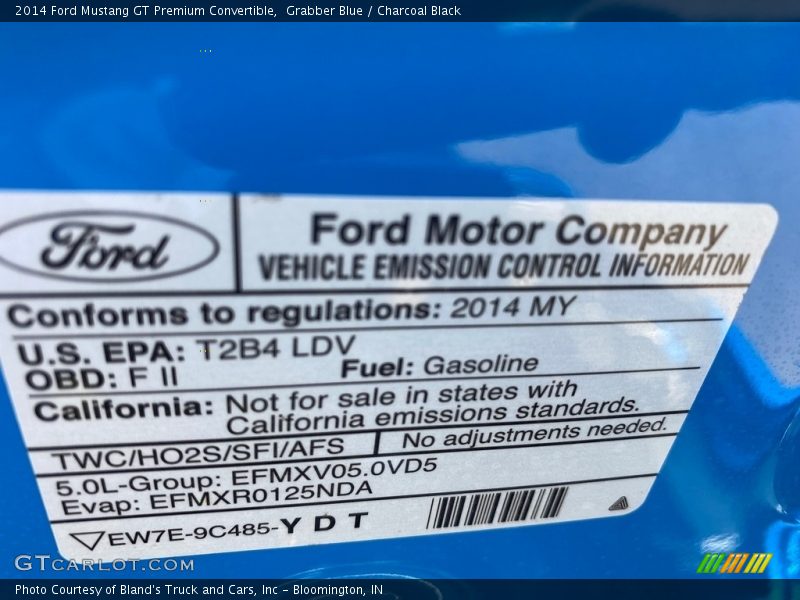 2014 Ford Mustang GT Premium Convertible, Grabber Blue / Charcoal Black
Ford
Ford Motor Company
VEHICLE EMISSION CONTROL INFORMATION
Conforms to regulations: 2014 MY
U.S. EPA: T2B4 LDV
OBD: F II
Fuel: Gasoline
California: Not for sale in states with
California emissions standards.
TWC/HO2S/SFI/AFS
No adjustments needed.
5.0L-Group: EFMXV05.0VD5
Evap: EFMXR0125NDA
EW7E-9C485-Y D T
GTCARLOT.COM
Photo Courtesy of Bland's Truck and Cars, Inc - Bloomington, IN